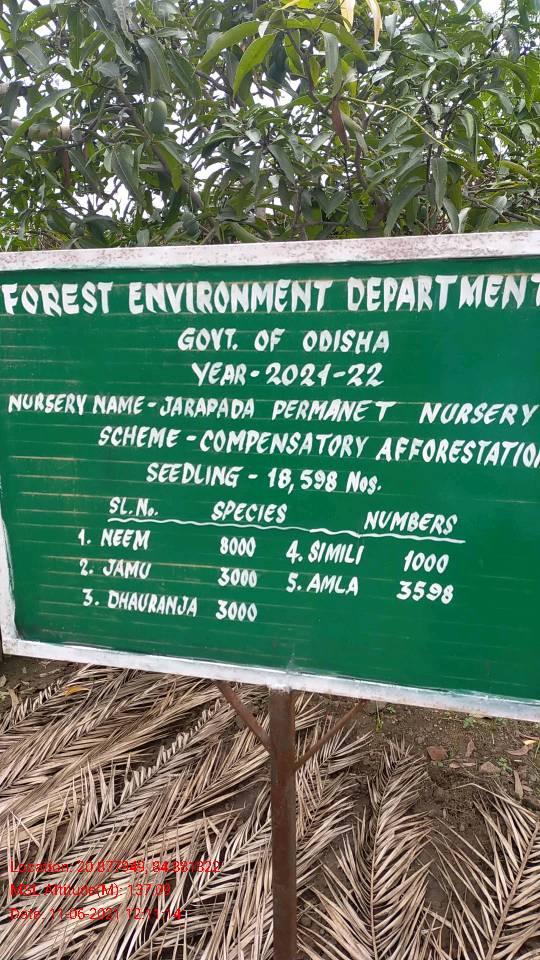 FOREST ENVIRONMENT DEPARTMENT
GOVT. OF ODISHA
YEAR-2021-22
NURSERY NAME-JARAPADA PERMANET NURSERY
SCHEME-COMPENSATORY AFFORESTATION
SEEDLING - 18,598 Nos.
SL.No. SPECIES NUMBERS
1. NEEM 8000 4. SIMILI 1000
2. JAMU 3000 5. AMLA 3598
3. DHAURANJA 3000
Location: 20.877949, 84.881322
MSL Altitude(M): 137.09
Date: 11-06-2021 12:11:14